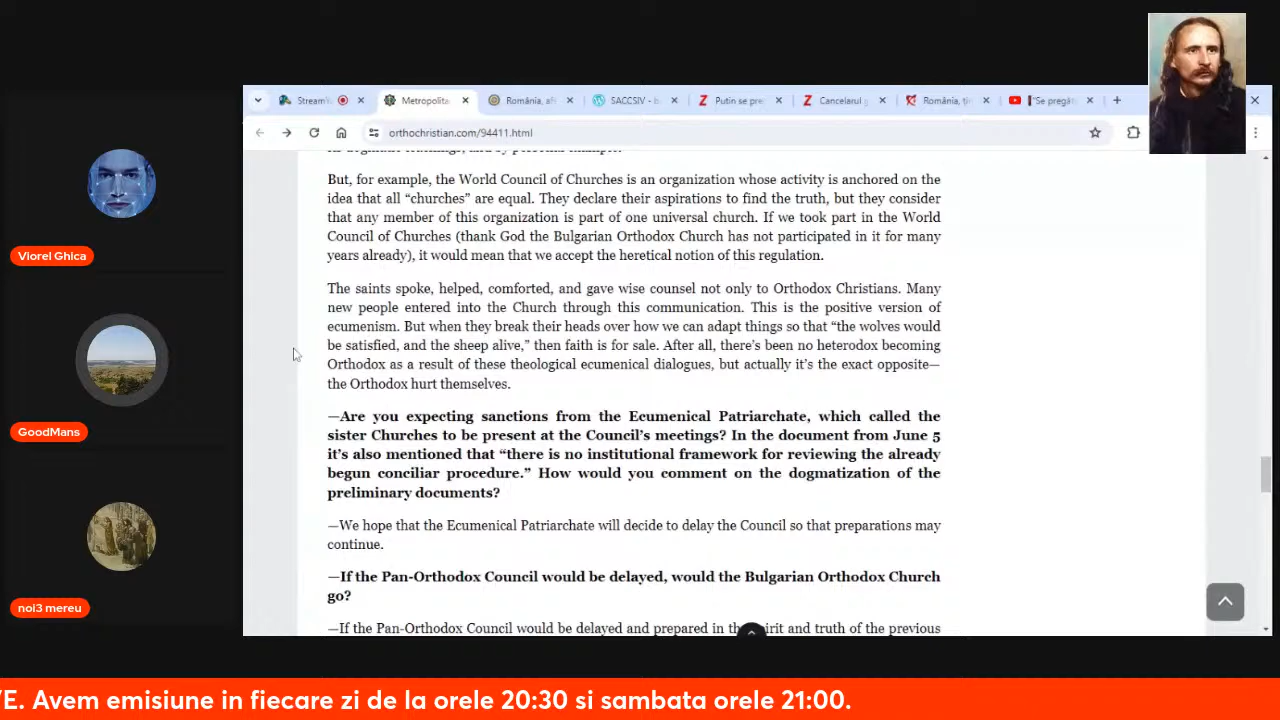 Stream
Metropolita
România, af
SACCSIV - b
Putin se pre
Cancelarul g
România, țin
"Se pregăt
orthochristian.com/94411.html
But, for example, the World Council of Churches is an organization whose activity is anchored on the
idea that all “churches” are equal. They declare their aspirations to find the truth, but they consider
that any member of this organization is part of one universal church. If we took part in the World
Council of Churches (thank God the Bulgarian Orthodox Church has not participated in it for many
years already), it would mean that we accept the heretical notion of this regulation.
The saints spoke, helped, comforted, and gave wise counsel not only to Orthodox Christians. Many
new people entered into the Church through this communication. This is the positive version of
ecumenism. But when they break their heads over how we can adapt things so that “the wolves would
be satisfied, and the sheep alive,” then faith is for sale. After all, there’s been no heterodox becoming
Orthodox as a result of these theological ecumenical dialogues, but actually it’s the exact opposite—
the Orthodox hurt themselves.
—Are you expecting sanctions from the Ecumenical Patriarchate, which called the
sister Churches to be present at the Council’s meetings? In the document from June 5
it’s also mentioned that “there is no institutional framework for reviewing the already
begun conciliar procedure.” How would you comment on the dogmatization of the
preliminary documents?
—We hope that the Ecumenical Patriarchate will decide to delay the Council so that preparations may
continue.
—If the Pan-Orthodox Council would be delayed, would the Bulgarian Orthodox Church
go?
—If the Pan-Orthodox Council would be delayed and prepared in the spirit and truth of the previous
Viorel Ghica
GoodMans
noi3 mereu
/E. Avem emisiune in fiecare zi de la orele 20:30 si sambata orele 21:00.